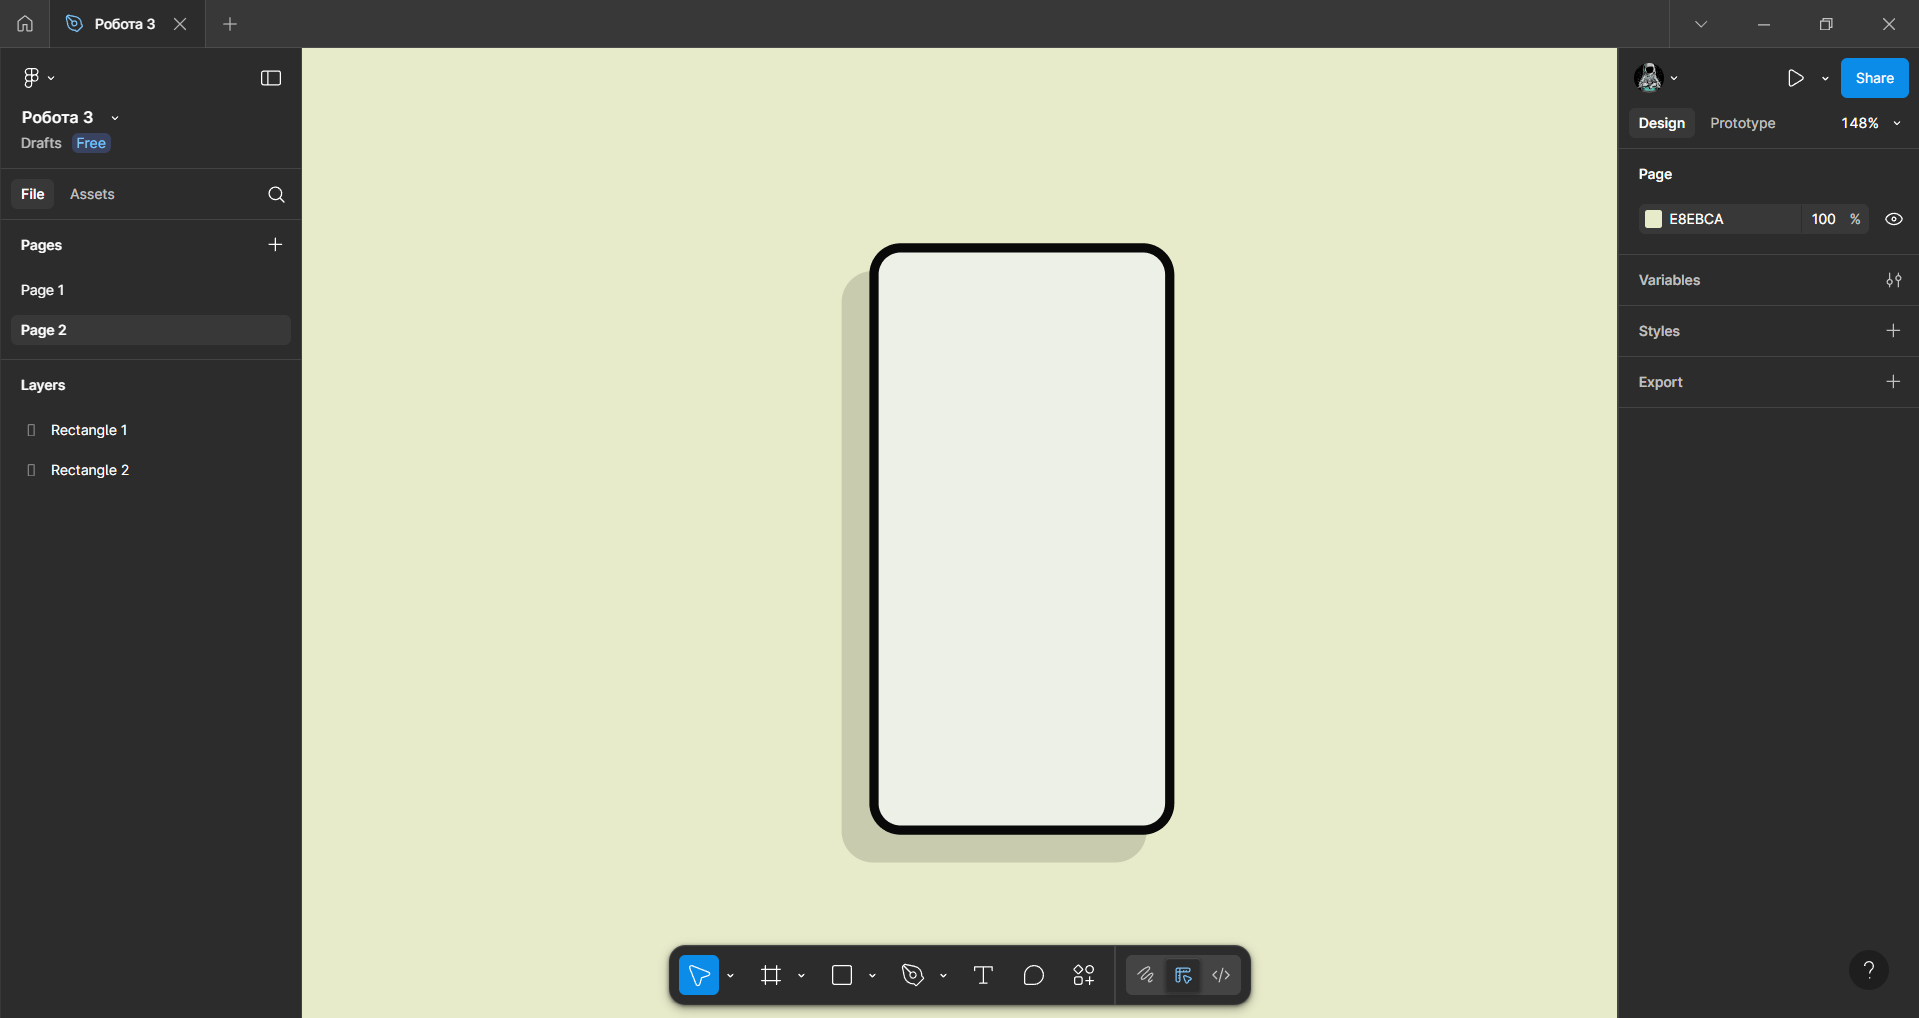 Робота 3
Робота 3
Drafts Free
File Assets
Pages
Page 1
Page 2
Layers
Rectangle 1
Rectangle 2
Share
Design Prototype 148%
Page
E8EBCA 100 %
Variables
Styles
Export
?